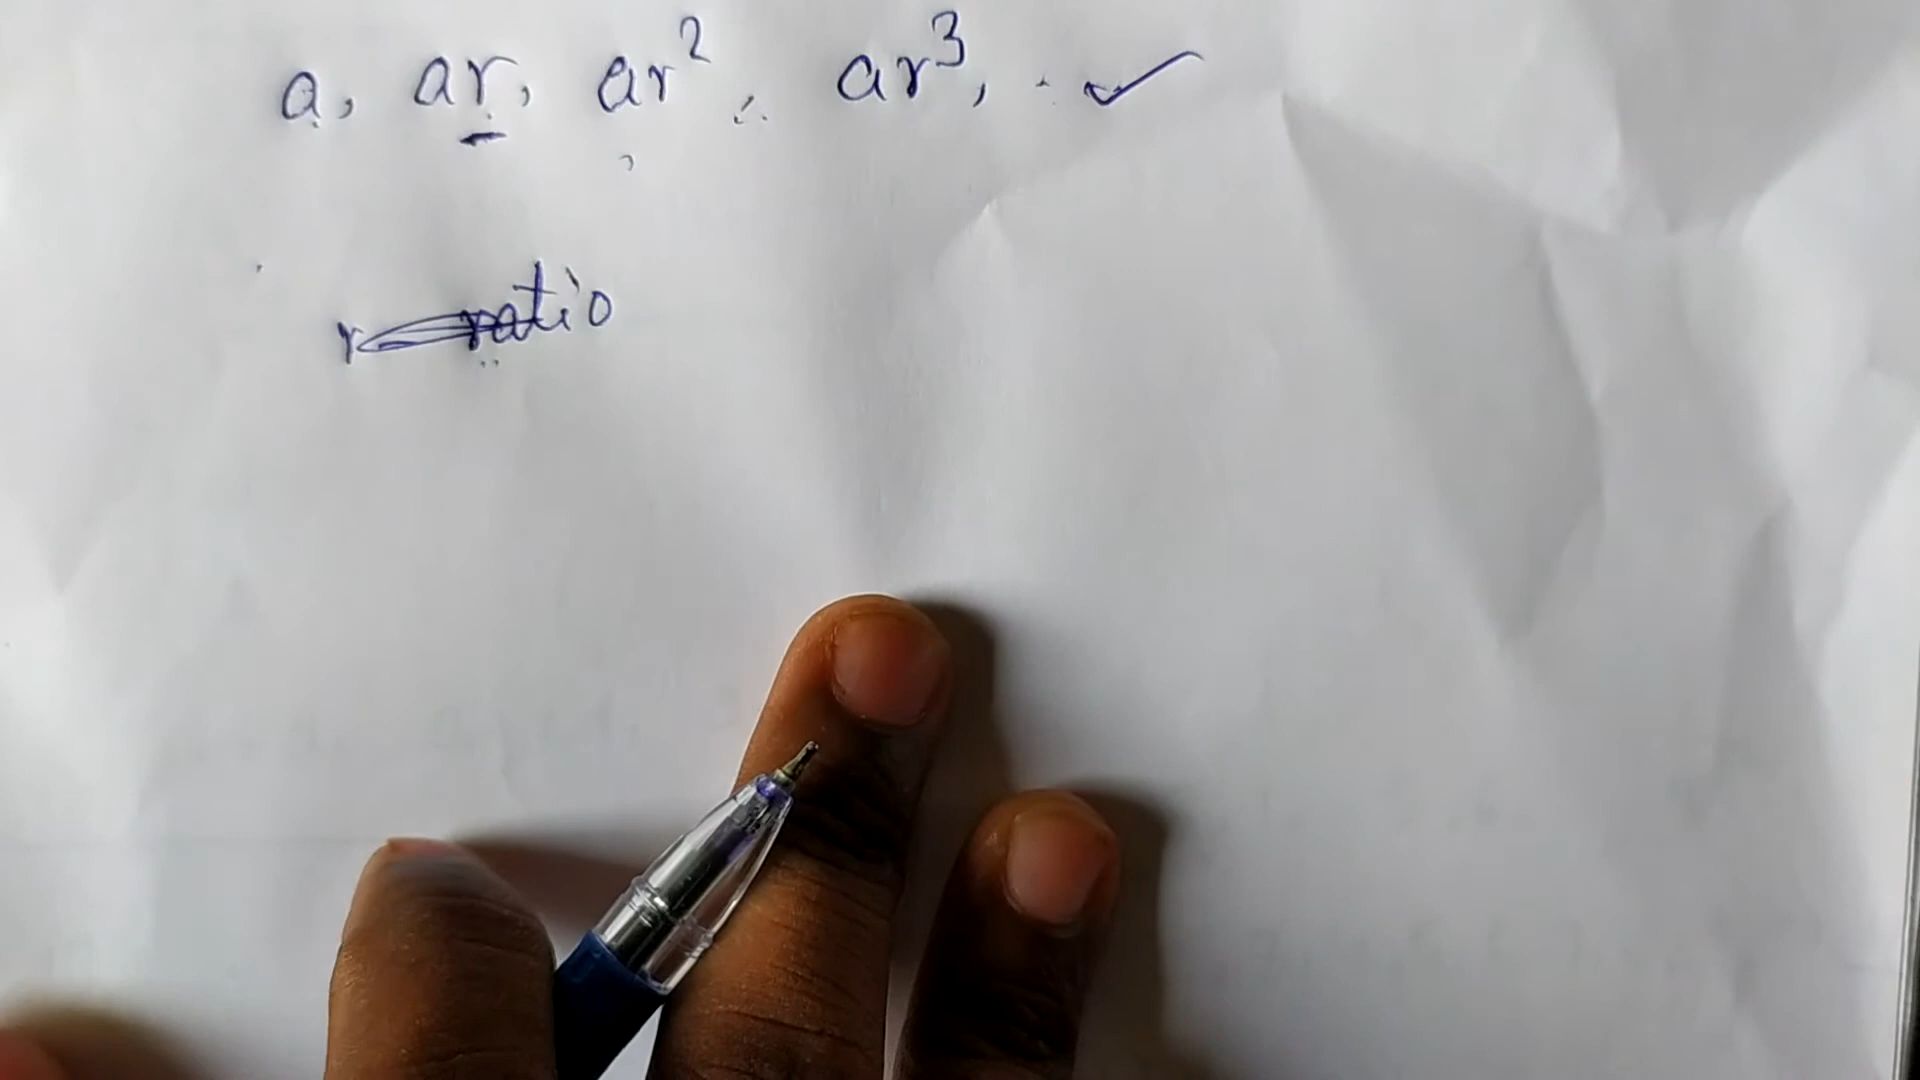 a, ar, ar², ar³, . ✓
r ratio